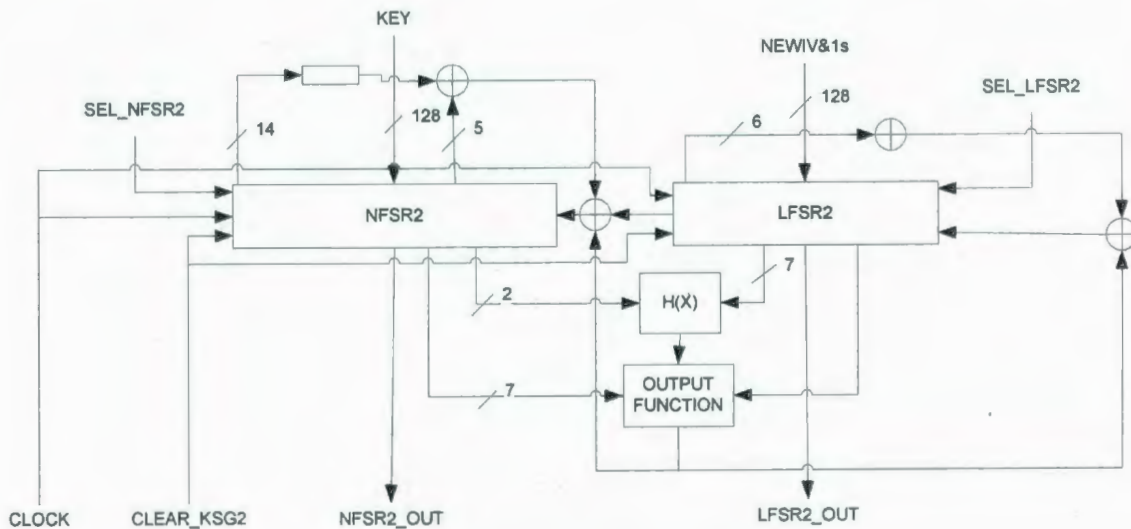 KEY
NEWIV&1s
SEL_NFSR2
SEL_LFSR2
14
128
5
6
128
NFSR2
LFSR2
2
7
H(X)
7
OUTPUT
FUNCTION
CLOCK
CLEAR_KSG2
NFSR2_OUT
LFSR2_OUT